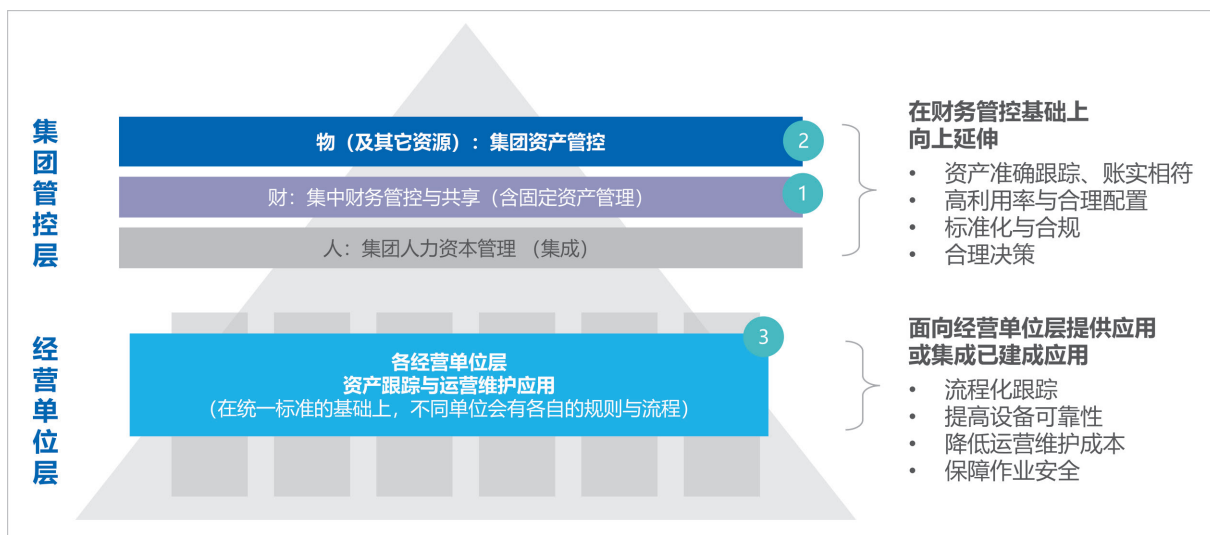 集团管控层
物（及其它资源）：集团资产管控
2
财：集中财务管控与共享（含固定资产管理）
1
人：集团人力资本管理 （集成）
在财务管控基础上
向上延伸
• 资产准确跟踪、账实相符
• 高利用率与合理配置
• 标准化与合规
• 合理决策
经营单位层
3
各经营单位层
资产跟踪与运营维护应用
（在统一标准的基础上，不同单位会有各自的规则与流程）
面向经营单位层提供应用
或集成已建成应用
• 流程化跟踪
• 提高设备可靠性
• 降低运营维护成本
• 保障作业安全